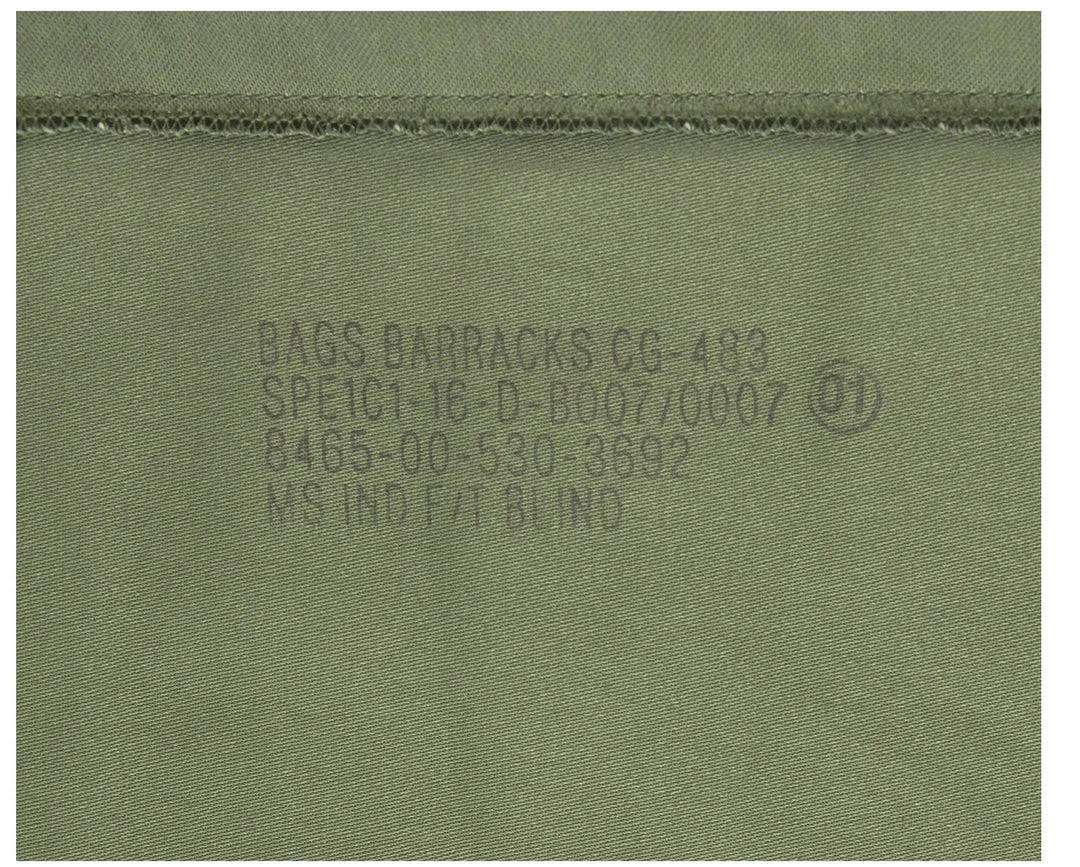 BAGS BARRACKS CG-483
SPE1C1-16-D-B007/0007 01
8465-00-530-3692
MS IND F/T BLIND